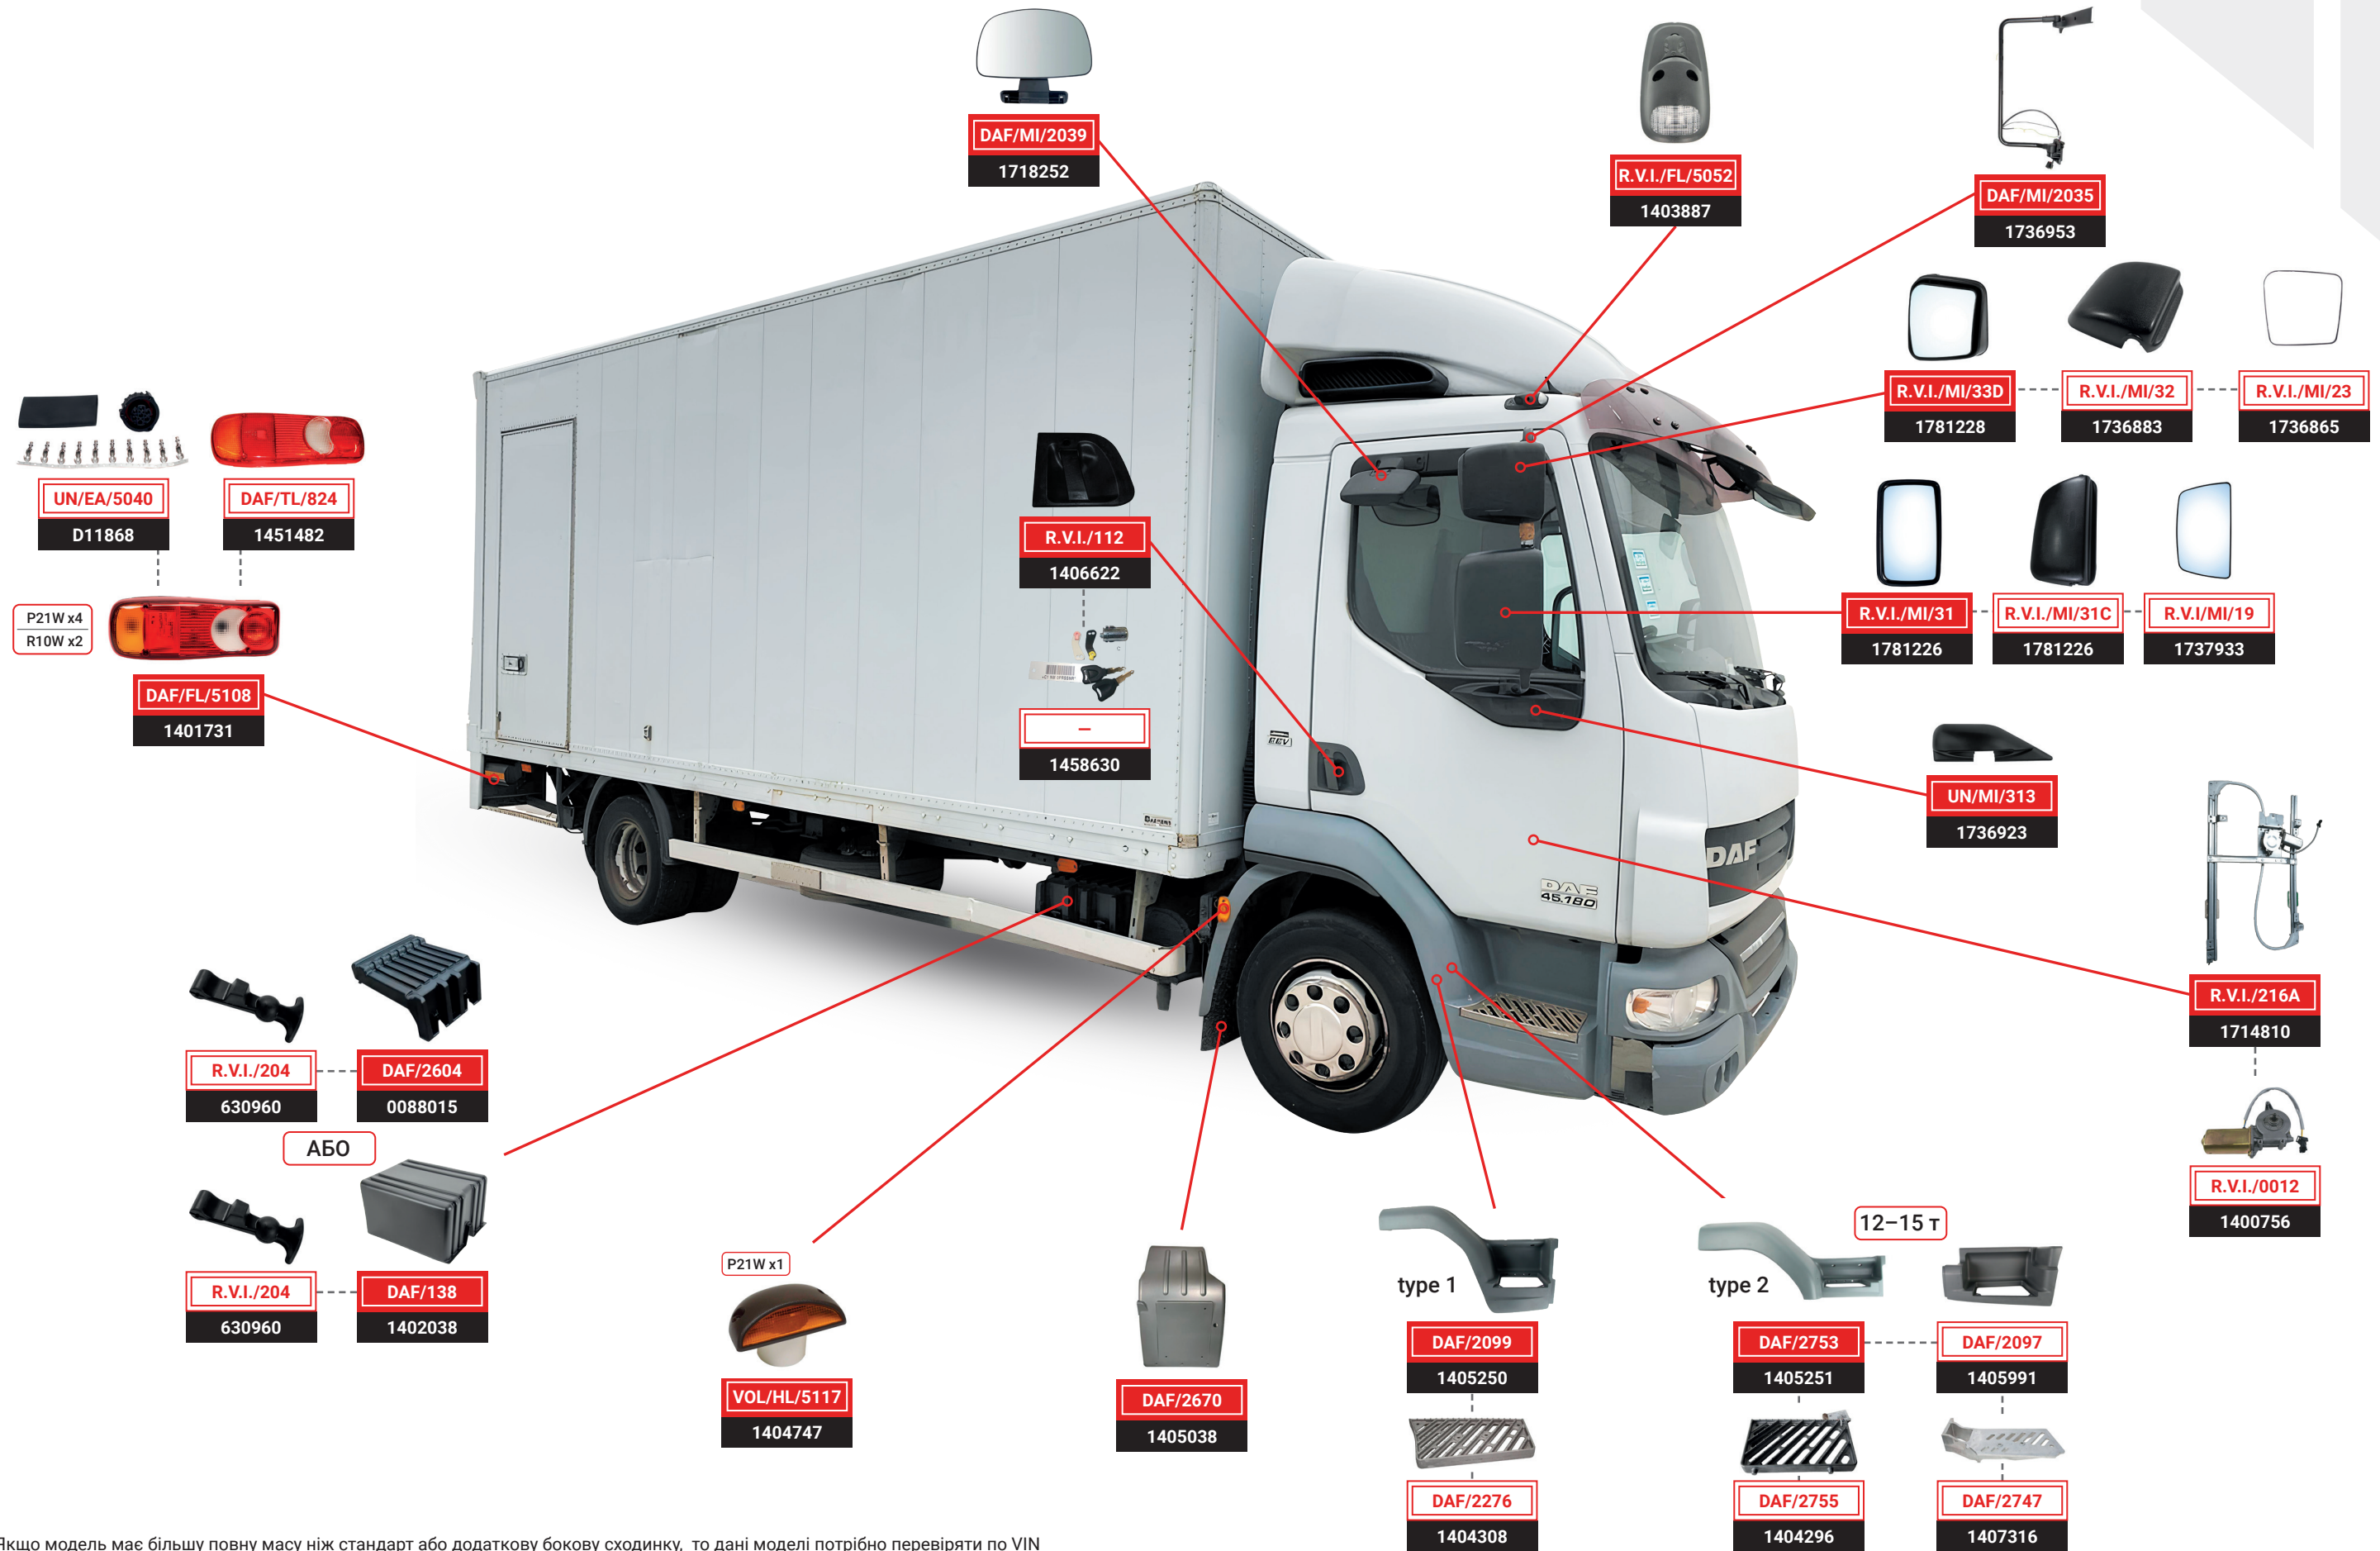 DAF/MI/2039
1718252
R.V.I./FL/5052
1403887
DAF/MI/2035
1736953
R.V.I./MI/33D
1781228
R.V.I./MI/32
1736883
R.V.I./MI/23
1736865
UN/EA/5040
D11868
DAF/TL/824
1451482
R.V.I./112
1406622
R.V.I./MI/31
1781226
R.V.I./MI/31C
1781226
R.V.I/MI/19
1737933
P21W x4
R10W x2
DAF/FL/5108
1401731
–
1458630
EEV
UN/MI/313
1736923
DAF
DAF
45.180
R.V.I./216A
1714810
R.V.I./204
630960
DAF/2604
0088015
АБО
R.V.I./204
630960
DAF/138
1402038
R.V.I./0012
1400756
P21W x1
VOL/HL/5117
1404747
DAF/2670
1405038
type 1
DAF/2099
1405250
DAF/2276
1404308
12–15 т
type 2
DAF/2753
1405251
DAF/2097
1405991
DAF/2755
1404296
DAF/2747
1407316
Якщо модель має більшу повну масу ніж стандарт або додаткову бокову сходинку, то дані моделі потрібно перевіряти по VIN